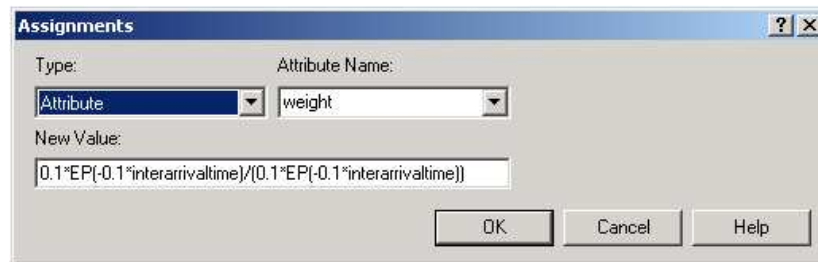 Assignments
Type: Attribute Name:
Attribute weight
New Value:
0.1*EP(-0.1*interarrivaltime)/(0.1*EP(-0.1*interarrivaltime))
OK Cancel Help